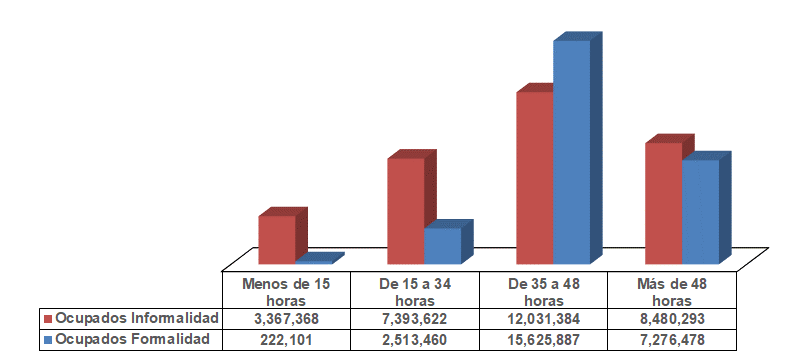 Menos de 15 horas De 15 a 34 horas De 35 a 48 horas Más de 48 horas
Ocupados Informalidad 3,367,368 7,393,622 12,031,384 8,480,293
Ocupados Formalidad 222,101 2,513,460 15,625,887 7,276,478